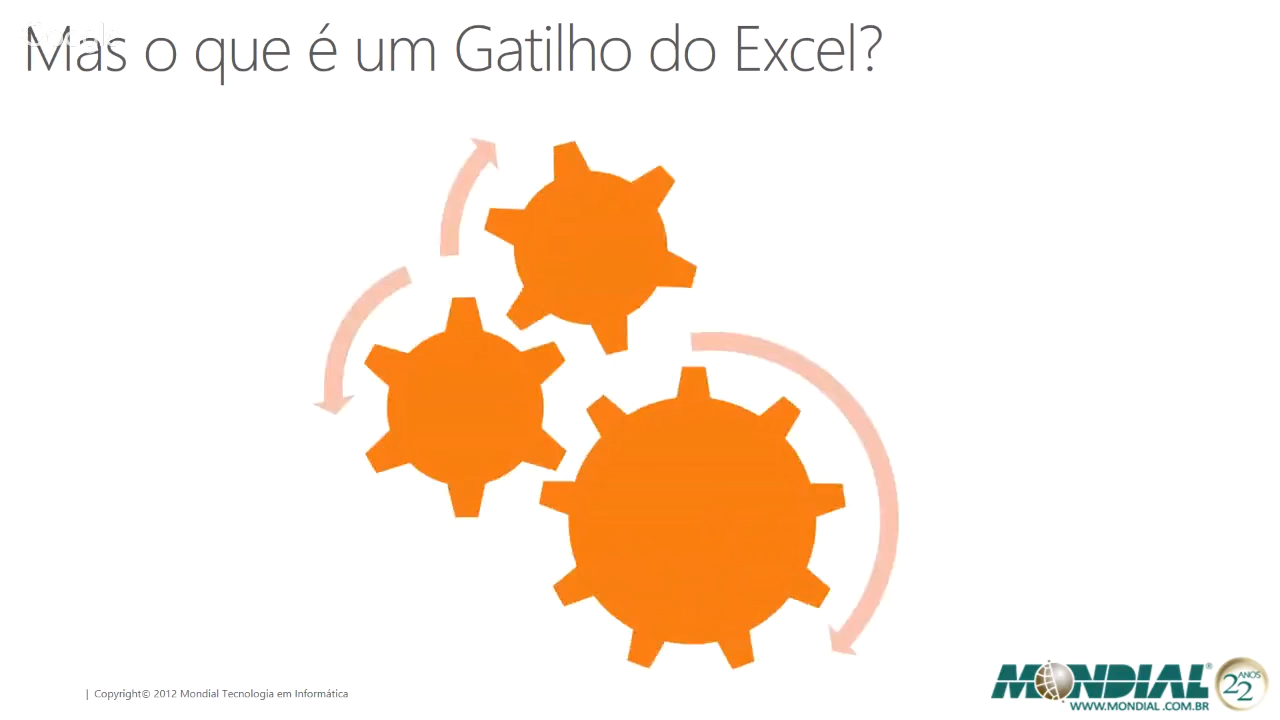 Mas o que é um Gatilho do Excel?
Google
| Copyright© 2012 Mondial Tecnologia em Informática
MONDIAL®
WWW.MONDIAL.COM.BR
22 ANOS